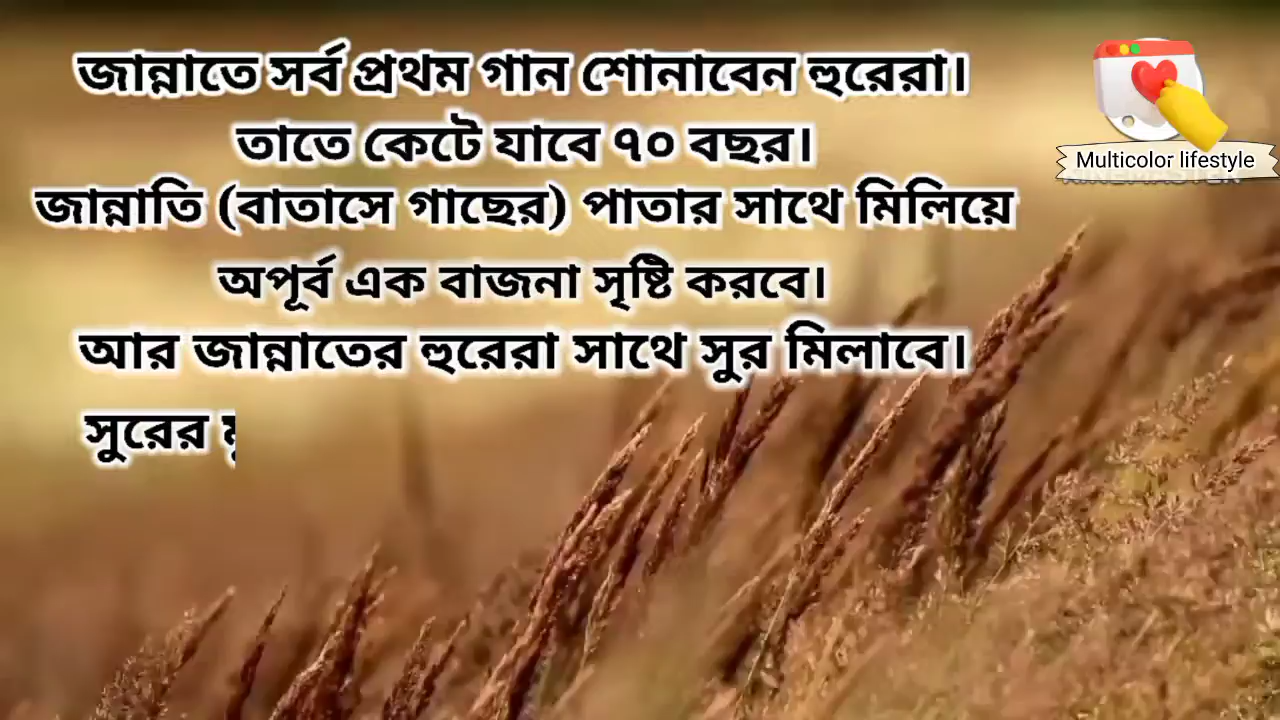 জান্নাতে সর্ব প্রথম গান শোনাবেন হুরেরা।
তাতে কেটে যাবে ৭০ বছর।
জান্নাতি (বাতাসে গাছের) পাতার সাথে মিলিয়ে
অপূর্ব এক বাজনা সৃষ্টি করবে।
আর জান্নাতের হুরেরা সাথে সুর মিলাবে।
সুরের
Multicolor lifestyle